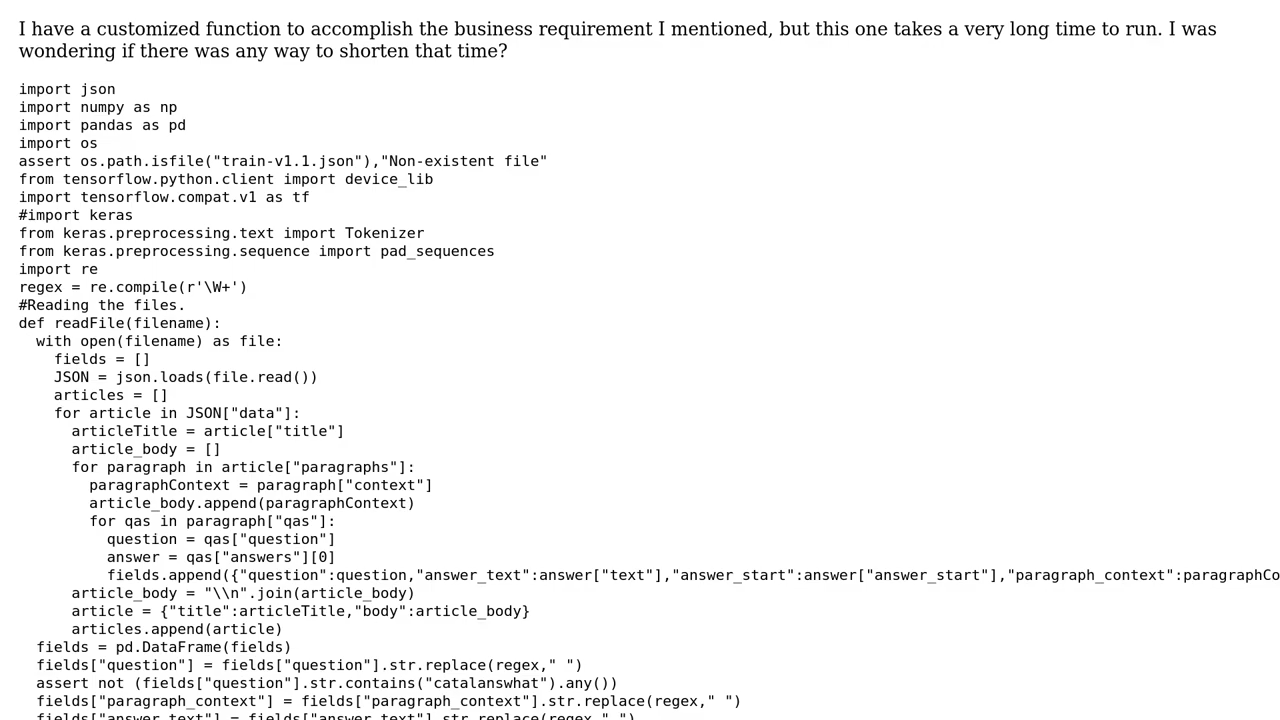 I have a customized function to accomplish the business requirement I mentioned, but this one takes a very long time to run. I was
wondering if there was any way to shorten that time?
import json
import numpy as np
import pandas as pd
import os
assert os.path.isfile("train-v1.1.json"),"Non-existent file"
from tensorflow.python.client import device_lib
import tensorflow.compat.v1 as tf
#import keras
from keras.preprocessing.text import Tokenizer
from keras.preprocessing.sequence import pad_sequences
import re
regex = re.compile(r'\W+')
#Reading the files.
def readFile(filename):
  with open(filename) as file:
    fields = []
    JSON = json.loads(file.read())
    articles = []
    for article in JSON["data"]:
      articleTitle = article["title"]
      article_body = []
      for paragraph in article["paragraphs"]:
        paragraphContext = paragraph["context"]
        article_body.append(paragraphContext)
        for qas in paragraph["qas"]:
          question = qas["question"]
          answer = qas["answers"][0]
          fields.append({"question":question,"answer_text":answer["text"],"answer_start":answer["answer_start"],"paragraph_context":paragraphCo
      article_body = "\\n".join(article_body)
      article = {"title":articleTitle,"body":article_body}
      articles.append(article)
  fields = pd.DataFrame(fields)
  fields["question"] = fields["question"].str.replace(regex," ")
  assert not (fields["question"].str.contains("catalanswhat").any())
  fields["paragraph_context"] = fields["paragraph_context"].str.replace(regex," ")
  fields["answer_text"] = fields["answer_text"].str.replace(regex," ")